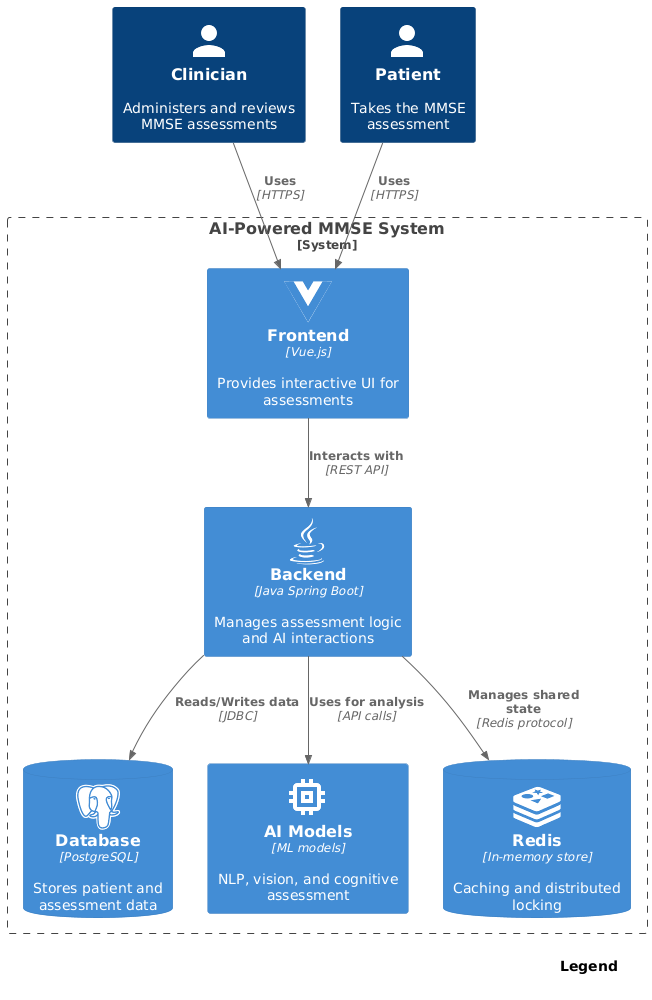 Clinician
Administers and reviews
MMSE assessments
Patient
Takes the MMSE
assessment
Uses
[HTTPS]
Uses
[HTTPS]
AI-Powered MMSE System
[System]
Frontend
[Vue.js]
Provides interactive UI for
assessments
Interacts with
[REST API]
Backend
[Java Spring Boot]
Manages assessment logic
and AI interactions
Reads/Writes data
[JDBC]
Uses for analysis
[API calls]
Manages shared
state
[Redis protocol]
Database
[PostgreSQL]
Stores patient and
assessment data
AI Models
[ML models]
NLP, vision, and cognitive
assessment
Redis
[In-memory store]
Caching and distributed
locking
Legend